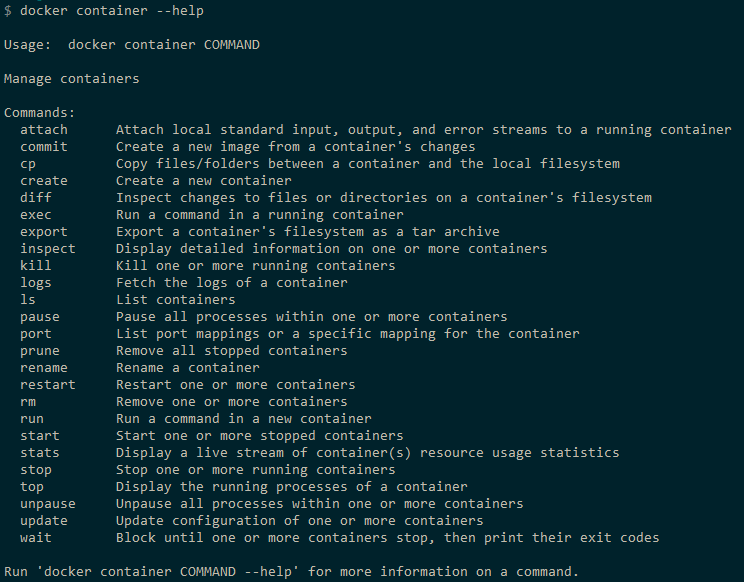 $ docker container --help
Usage:  docker container COMMAND
Manage containers
Commands:
  attach      Attach local standard input, output, and error streams to a running container
  commit      Create a new image from a container's changes
  cp          Copy files/folders between a container and the local filesystem
  create      Create a new container
  diff        Inspect changes to files or directories on a container's filesystem
  exec        Run a command in a running container
  export      Export a container's filesystem as a tar archive
  inspect     Display detailed information on one or more containers
  kill        Kill one or more running containers
  logs        Fetch the logs of a container
  ls          List containers
  pause       Pause all processes within one or more containers
  port        List port mappings or a specific mapping for the container
  prune       Remove all stopped containers
  rename      Rename a container
  restart     Restart one or more containers
  rm          Remove one or more containers
  run         Run a command in a new container
  start       Start one or more stopped containers
  stats       Display a live stream of container(s) resource usage statistics
  stop        Stop one or more running containers
  top         Display the running processes of a container
  unpause     Unpause all processes within one or more containers
  update      Update configuration of one or more containers
  wait        Block until one or more containers stop, then print their exit codes
Run 'docker container COMMAND --help' for more information on a command.